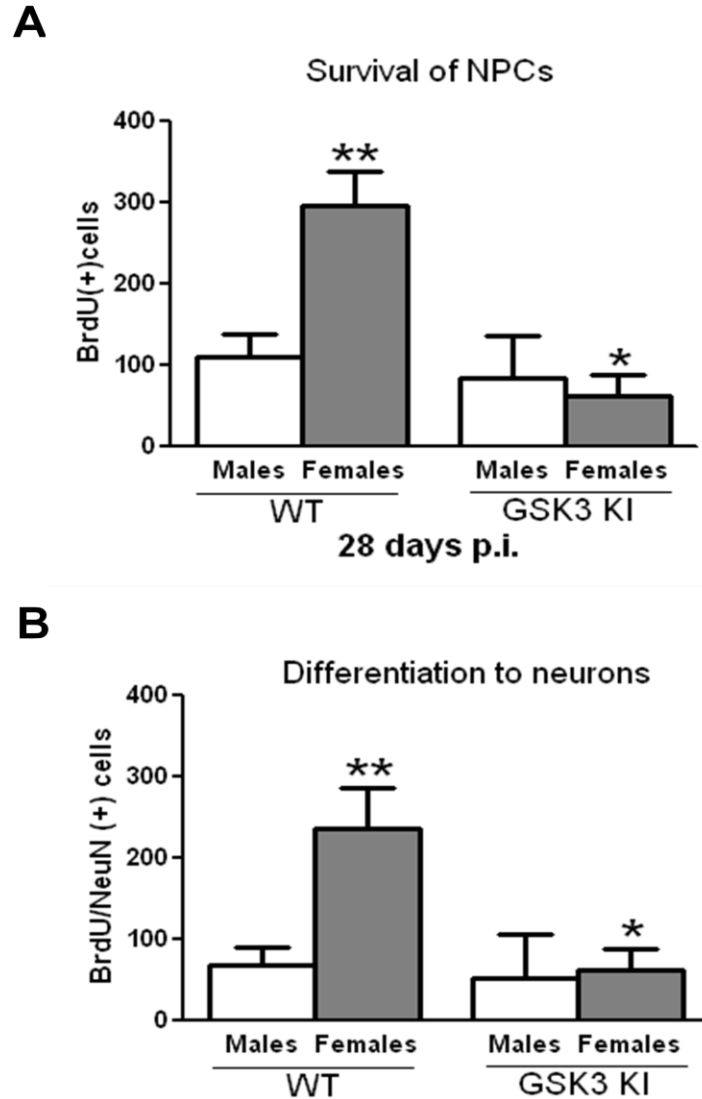 A
Survival of NPCs
BrdU(+)cells
400
300
200
100
0
**
*
Males Females Males Females
WT GSK3 KI
28 days p.i.
B
Differentiation to neurons
BrdU/NeuN (+) cells
400
300
200
100
0
**
*
Males Females Males Females
WT GSK3 KI